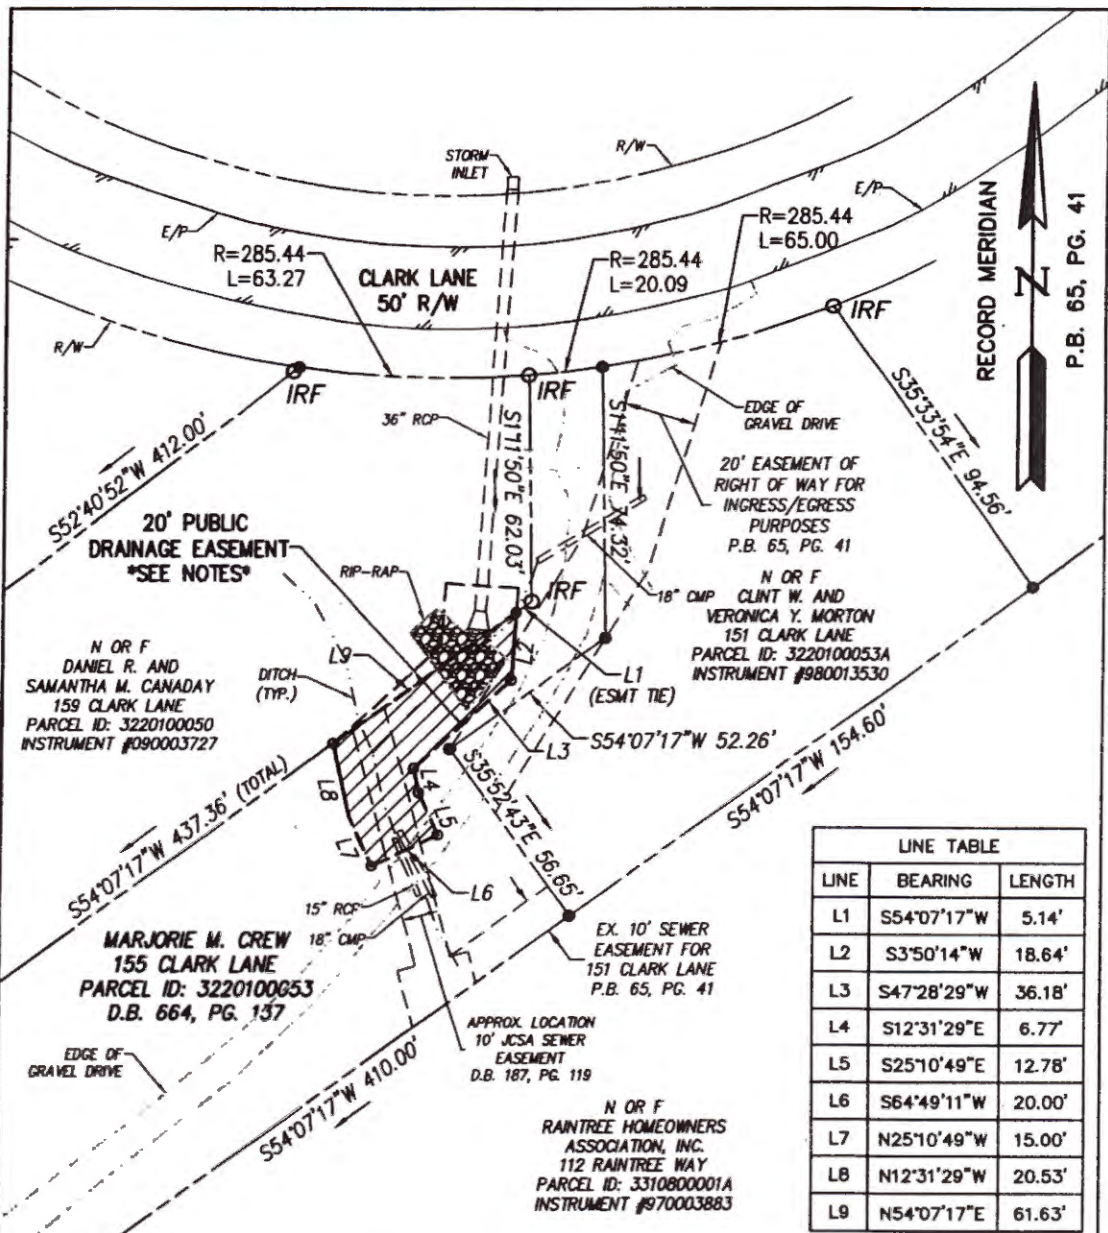 STORM
INLET
R/W
E/P
R=285.44
L=65.00
RECORD MERIDIAN
N
P.B. 65, PG. 41
E/P
R=285.44
L=63.27
CLARK LANE
50' R/W
R=285.44
L=20.09
IRF
R/W
IRF
IRF
36" RCP
S1°11'50"E 62.03'
S1°11'50"E 74.32'
EDGE OF
GRAVEL DRIVE
S35°33'54"E 94.56'
S52°40'52"W 412.00'
20' EASEMENT OF
RIGHT OF WAY FOR
INGRESS/EGRESS
PURPOSES
P.B. 65, PG. 41
20' PUBLIC
DRAINAGE EASEMENT
*SEE NOTES*
RIP-RAP
IRF
18" CMP
N OR F
CLINT W. AND
VERONICA Y. MORTON
151 CLARK LANE
PARCEL ID: 3220100053A
INSTRUMENT #980013530
N OR F
DANIEL R. AND
SAMANTHA M. CANADAY
159 CLARK LANE
PARCEL ID: 3220100050
INSTRUMENT #090003727
DITCH
(TYP.)
L9
L1
(ESMT TIE)
L3
S54°07'17"W 52.26'
L8
L4
L5
L7
L6
S35°52'43"E 56.65'
S54°07'17"W 154.60'
S54°07'17"W 437.36' (TOTAL)
15" RCP
18" CMP
MARJORIE M. CREW
155 CLARK LANE
PARCEL ID: 3220100053
D.B. 664, PG. 137
EX. 10' SEWER
EASEMENT FOR
151 CLARK LANE
P.B. 65, PG. 41
APPROX. LOCATION
10' JCSA SEWER
EASEMENT
D.B. 187, PG. 119
EDGE OF
GRAVEL DRIVE
S54°07'17"W 410.00'
N OR F
RAINTREE HOMEOWNERS
ASSOCIATION, INC.
112 RAINTREE WAY
PARCEL ID: 3310800001A
INSTRUMENT #970003883
LINE TABLE
LINE BEARING LENGTH
L1 S54°07'17"W 5.14'
L2 S3°50'14"W 18.64'
L3 S47°28'29"W 36.18'
L4 S12°31'29"E 6.77'
L5 S25°10'49"E 12.78'
L6 S64°49'11"W 20.00'
L7 N25°10'49"W 15.00'
L8 N12°31'29"W 20.53'
L9 N54°07'17"E 61.63'